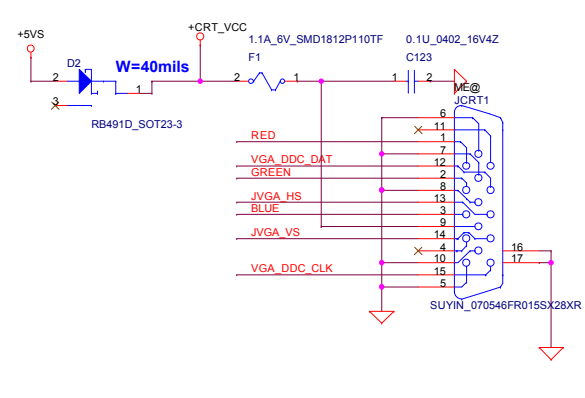 +CRT_VCC
+5VS
1.1A_6V_SMD1812P110TF
0.1U_0402_16V4Z
D2
W=40mils
F1
C123
2
1
2
1
1
2
3
RB491D_SOT23-3
ME@
JCRT1
6
11
RED
1
7
VGA_DDC_DAT
12
GREEN
2
8
JVGA_HS
13
BLUE
3
9
JVGA_VS
14
4
16
10
17
VGA_DDC_CLK
15
5
SUYIN_070546FR015SX28XR